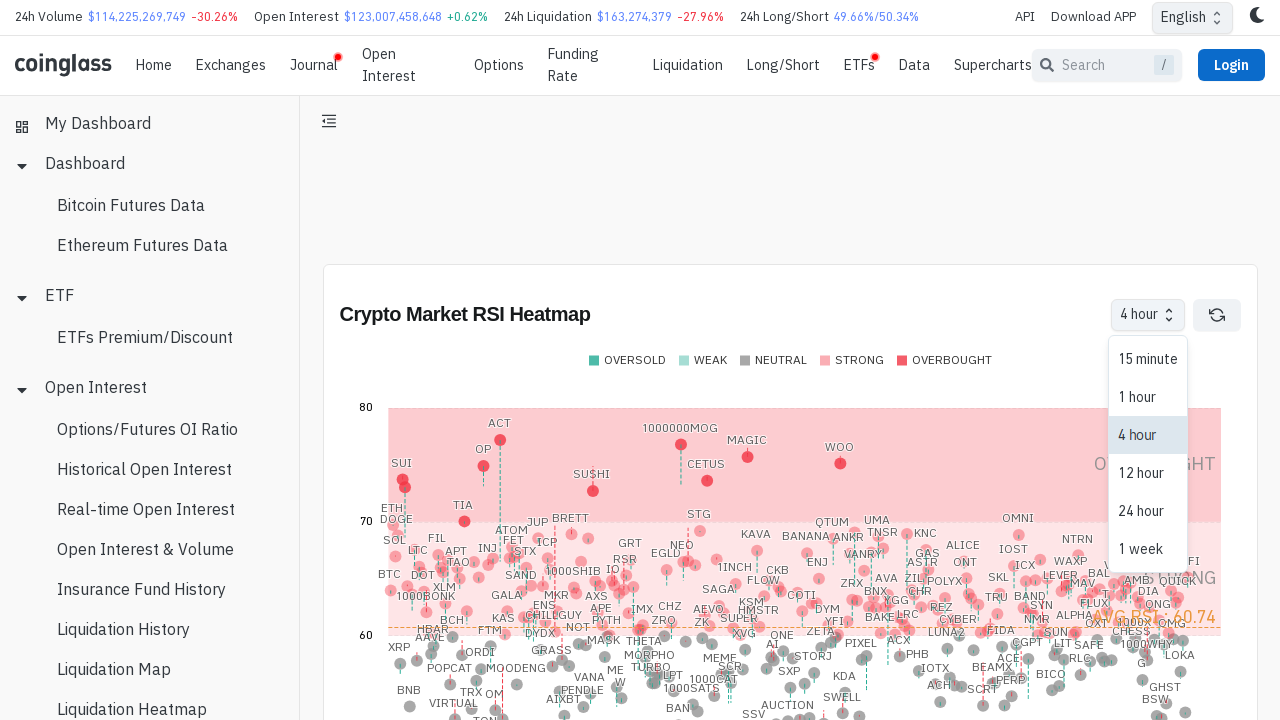 24h Volume $114,225,269,749 -30.26% Open Interest $123,007,458,648 +0.62% 24h Liquidation $163,274,379 -27.96% 24h Long/Short 49.66%/50.34% API Download APP English
coinglass Home Exchanges Journal Open Interest Options Funding Rate Liquidation Long/Short ETFs Data Supercharts Search / Login
My Dashboard
Dashboard
Bitcoin Futures Data
Ethereum Futures Data
ETF
ETFs Premium/Discount
Open Interest
Options/Futures OI Ratio
Historical Open Interest
Real-time Open Interest
Open Interest & Volume
Insurance Fund History
Liquidation History
Liquidation Map
Liquidation Heatmap
Crypto Market RSI Heatmap
4 hour
15 minute
1 hour
4 hour
12 hour
24 hour
1 week
OVERSOLD WEAK NEUTRAL STRONG OVERBOUGHT
80
ACT
1000000MOG
MAGIC
OP
WOO
SUI
CETUS
SUSHI
TIA
ETH
70 DOGE
JUP BRETT STG QTUM UMA OMNI
SOL ATOM FET ICP KAVA BANANA ANKR TNSR KNC
LTC FIL APT INJ STX GRT NEO EGLD VANRY GAS ALICE IOST NTRN
BTC DOT TAO SAND 1000SHIB RSR IO 1INCH CKB ENJ ASTR ONT ICX WAXP FI
XLM MKR AXS SAGA FLOW ZRX AVA ZIL POLYX SKL LEVER MAV BAL AMB QUICK
1000BONK GALA ENS APE IMX CHZ AEVO KSM HMSTR COTI DYM BNX YGG CHR REZ TRU BAND SYN FLUX DIA QNG
HBAR BCH KAS CHILLGUY PYTH ZRO ZK SUPER YFI BAKE LRC CYBER NMR ALPHA OXT 1000X OMG
AVG RSI : 60.74
60
AAVE FTM DYDX NOT MASK THETA XVG ONE ZETA ACX LUNA2 FIDA SUN CHESS
XRP ORDI GRASS MORPHO MEME AI STORJ PIXEL PHB CGPT LIT SAFE RLC 1000WHY LOKA
POPCAT MOODENG ME TURBO SCR SXP IOTX BEAMX ACE G
BNB TRX VANA W LPT 1000CAT KDA ACH PERP BICO GHST
VIRTUAL OM AIXBT PENDLE 1000SATS AUCTION SWELL SCRT BSW
TON BAN SSV